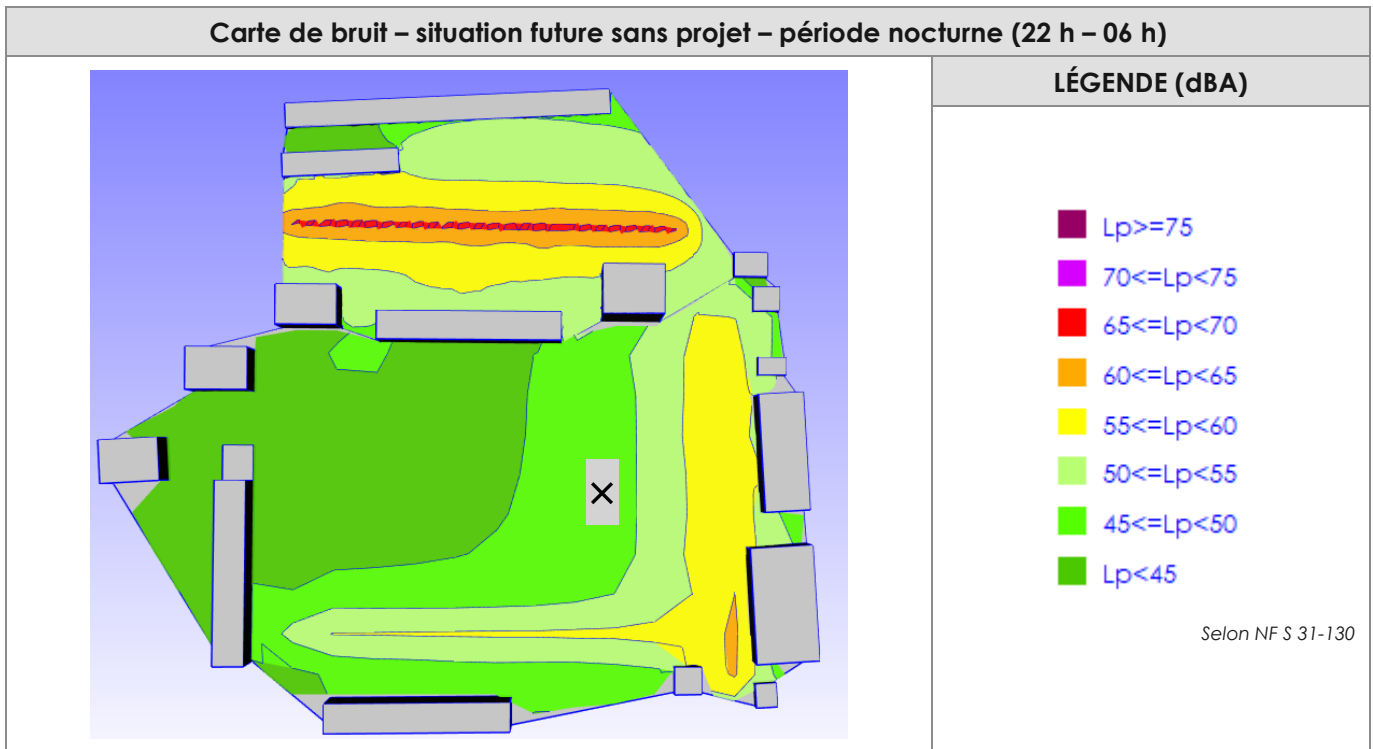 Carte de bruit – situation future sans projet – période nocturne (22 h – 06 h)
LÉGENDE (dBA)
Lp>=75
70<=Lp<75
65<=Lp<70
60<=Lp<65
55<=Lp<60
50<=Lp<55
45<=Lp<50
Lp<45
Selon NF S 31-130